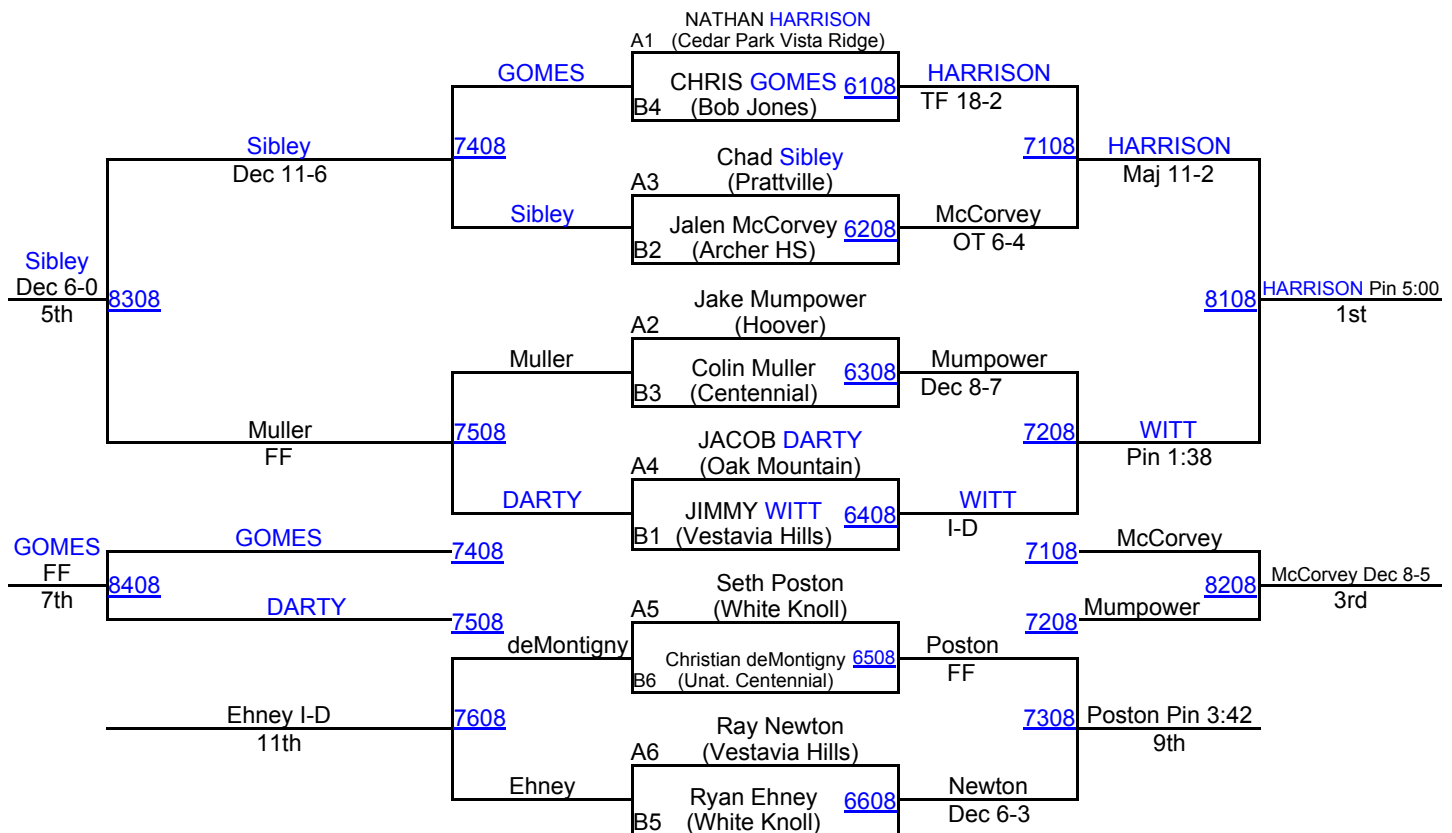 NATHAN HARRISON
A1 (Cedar Park Vista Ridge)
GOMES
CHRIS GOMES 6108
HARRISON
B4 (Bob Jones)
TF 18-2
Sibley
7408
Dec 11-6
Chad Sibley
(Prattville)
7108
HARRISON
Maj 11-2
A3
Sibley
Jalen McCorvey 6208
McCorvey
B2 (Archer HS)
OT 6-4
Sibley
Dec 6-0
8308
5th
Jake Mumpower
(Hoover)
8108
HARRISON Pin 5:00
1st
A2
Muller
Colin Muller 6308
Mumpower
B3 (Centennial)
Dec 8-7
Muller
7508
FF
JACOB DARTY
(Oak Mountain)
7208
WITT
Pin 1:38
A4
DARTY
JIMMY WITT 6408
WITT
B1 (Vestavia Hills)
I-D
GOMES
GOMES
7408
FF
8408
7th
DARTY
7508
7108
McCorvey
8208
McCorvey Dec 8-5
3rd
7208
Mumpower
Seth Poston
A5 (White Knoll)
deMontigny
Christian deMontigny 6508
Poston
B6 (Unat. Centennial)
FF
Ehney I-D
7608
11th
Ray Newton
A6 (Vestavia Hills)
7308
Poston Pin 3:42
9th
Ehney
Ryan Ehney 6608
Newton
B5 (White Knoll)
Dec 6-3